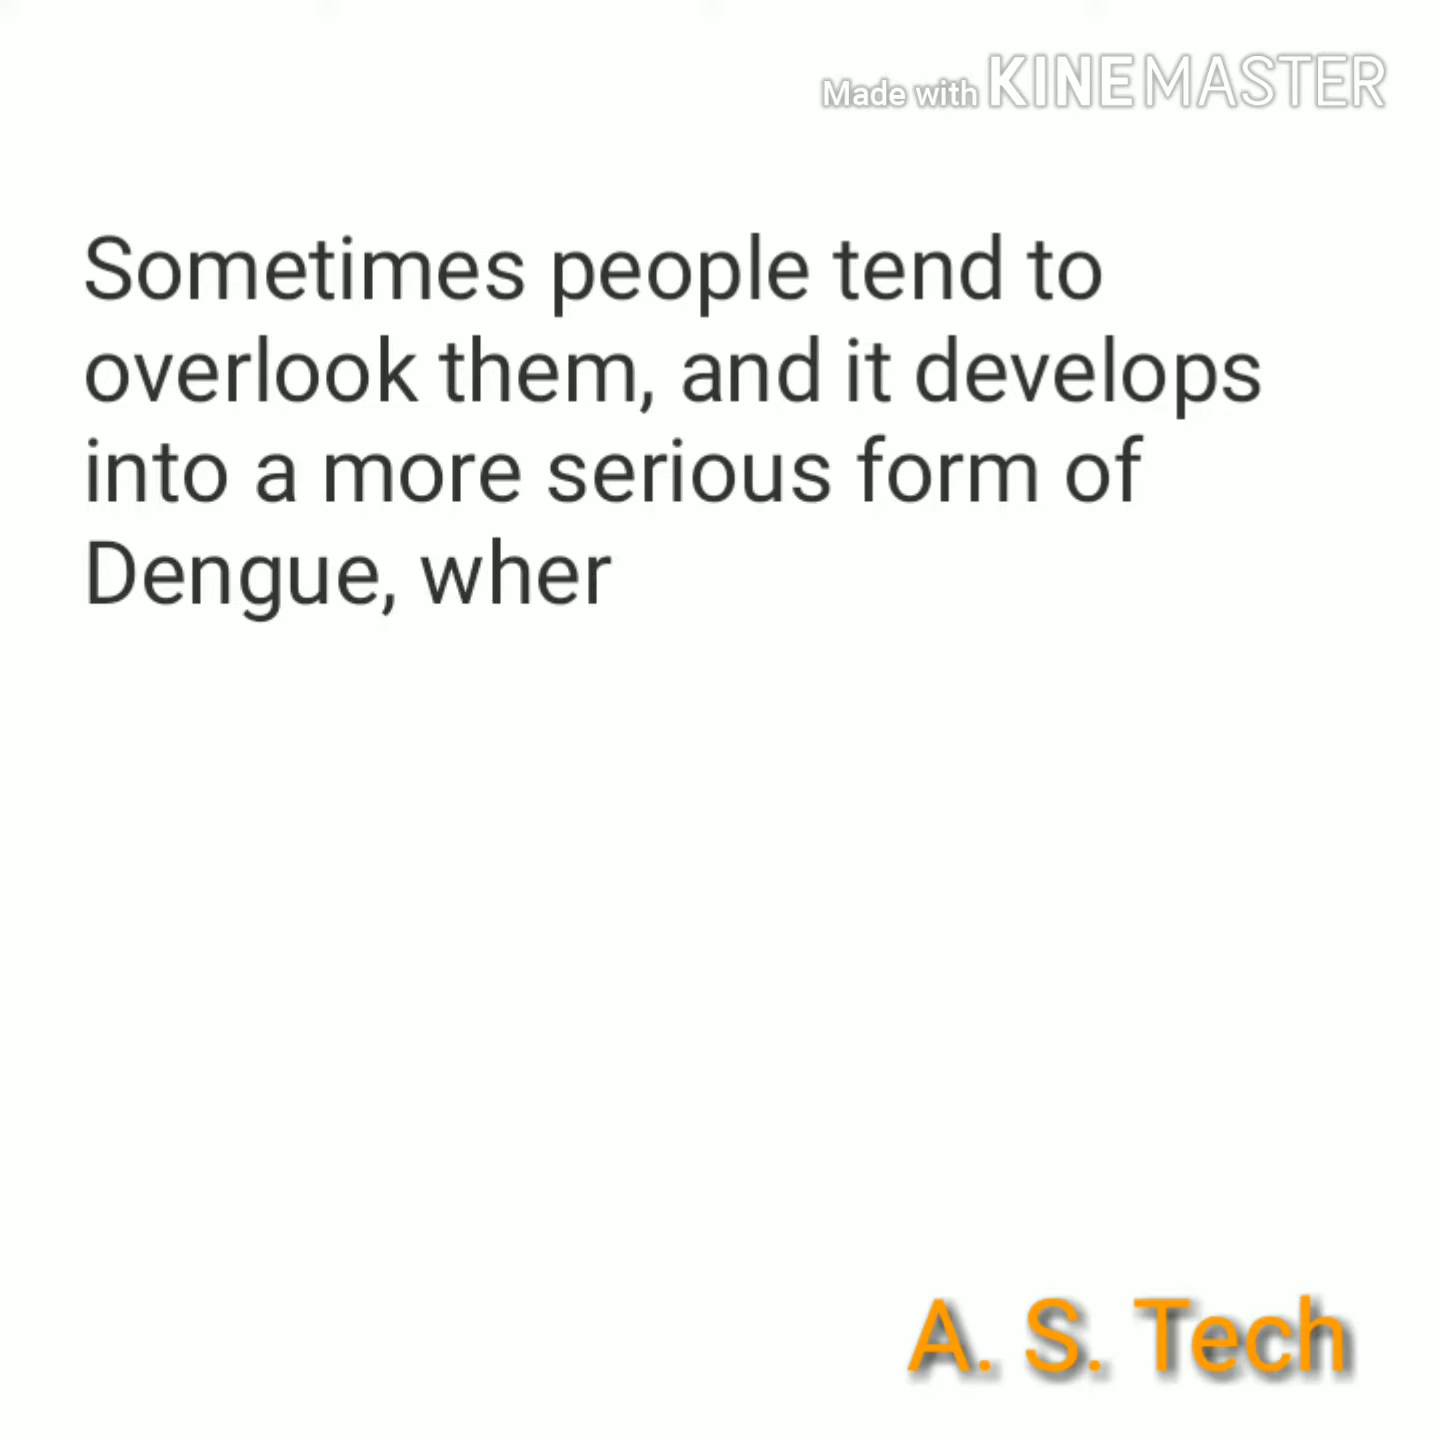 Made with KINEMASTER
Sometimes people tend to
overlook them, and it develops
into a more serious form of
Dengue, wher
A. S. Tech